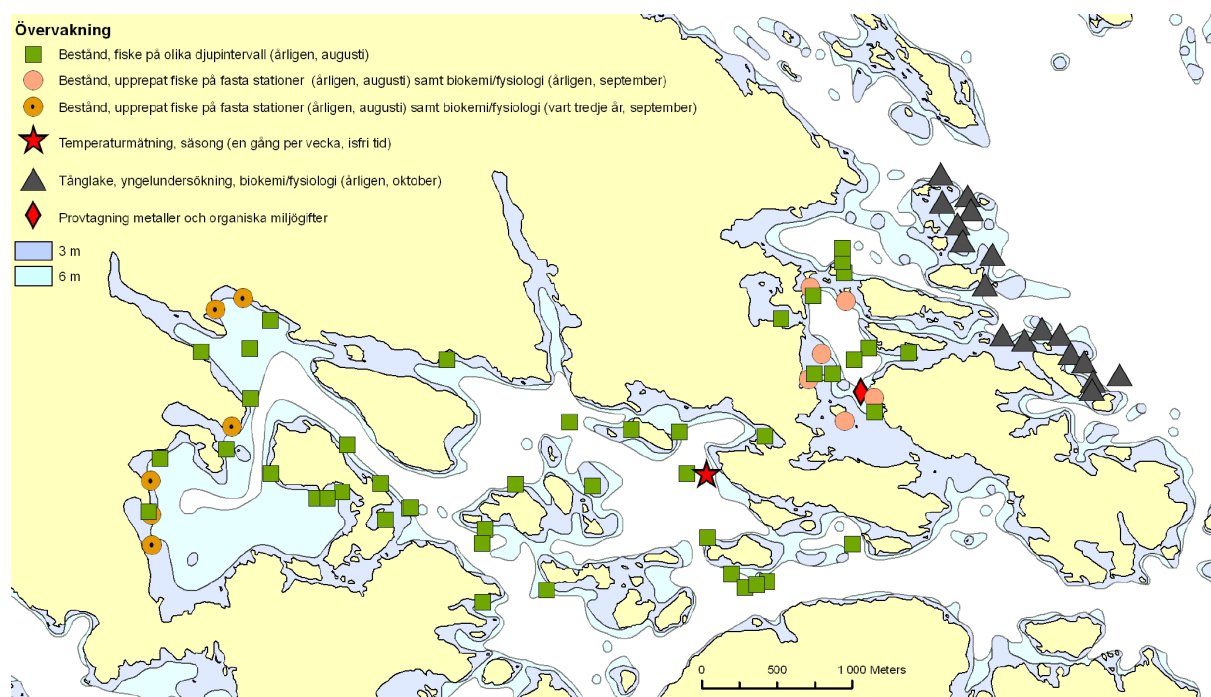 Övervakning
Bestånd, fiske på olika djupintervall (årligen, augusti)
Bestånd, upprepat fiske på fasta stationer (årligen, augusti) samt biokemi/fysiologi (årligen, september)
Bestånd, upprepat fiske på fasta stationer (årligen, augusti) samt biokemi/fysiologi (vart tredje år, september)
Temperaturmätning, säsong (en gång per vecka, isfri tid)
Tånglake, yngelundersökning, biokemi/fysiologi (årligen, oktober)
Provtagning metaller och organiska miljögifter
3 m
6 m
0 500 1 000 Meters